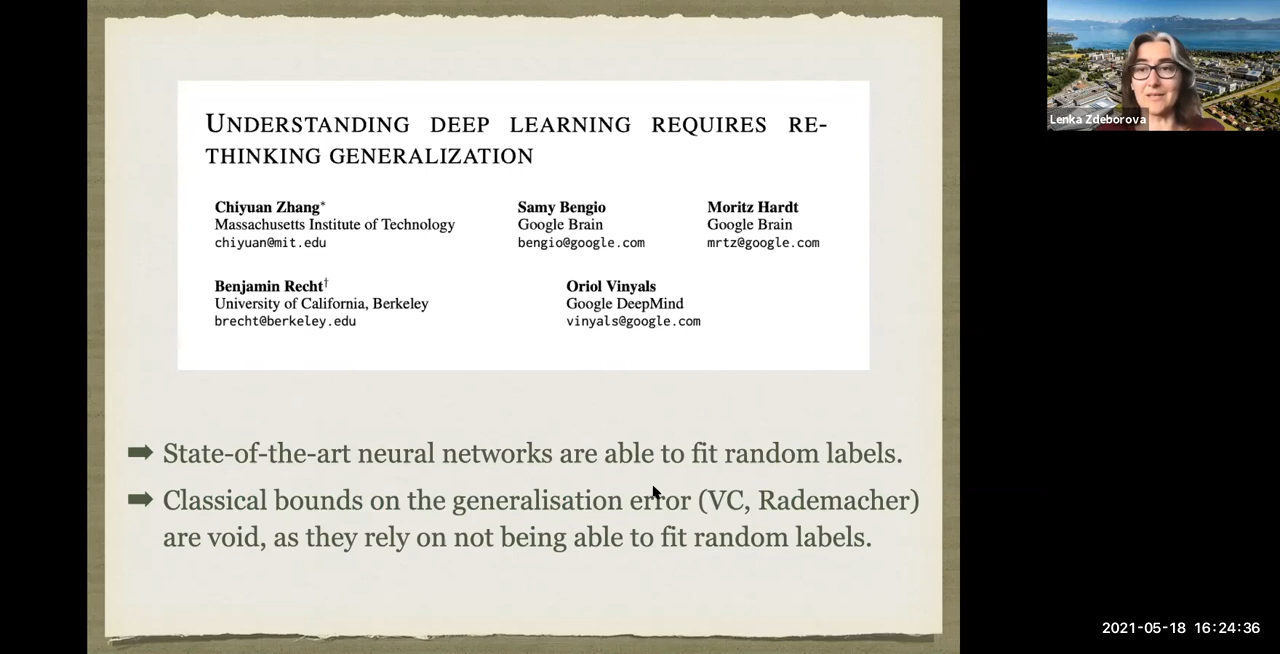 UNDERSTANDING DEEP LEARNING REQUIRES RE-
THINKING GENERALIZATION
Chiyuan Zhang*
Massachusetts Institute of Technology
chiyuan@mit.edu
Samy Bengio
Google Brain
bengio@google.com
Moritz Hardt
Google Brain
mrtz@google.com
Benjamin Recht†
University of California, Berkeley
brecht@berkeley.edu
Oriol Vinyals
Google DeepMind
vinyals@google.com
➡ State-of-the-art neural networks are able to fit random labels.
➡ Classical bounds on the generalisation error (VC, Rademacher)
are void, as they rely on not being able to fit random labels.
Lenka Zdeborova
2021-05-18 16:24:36